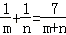 1/m + 1/n = 7/(m+n)